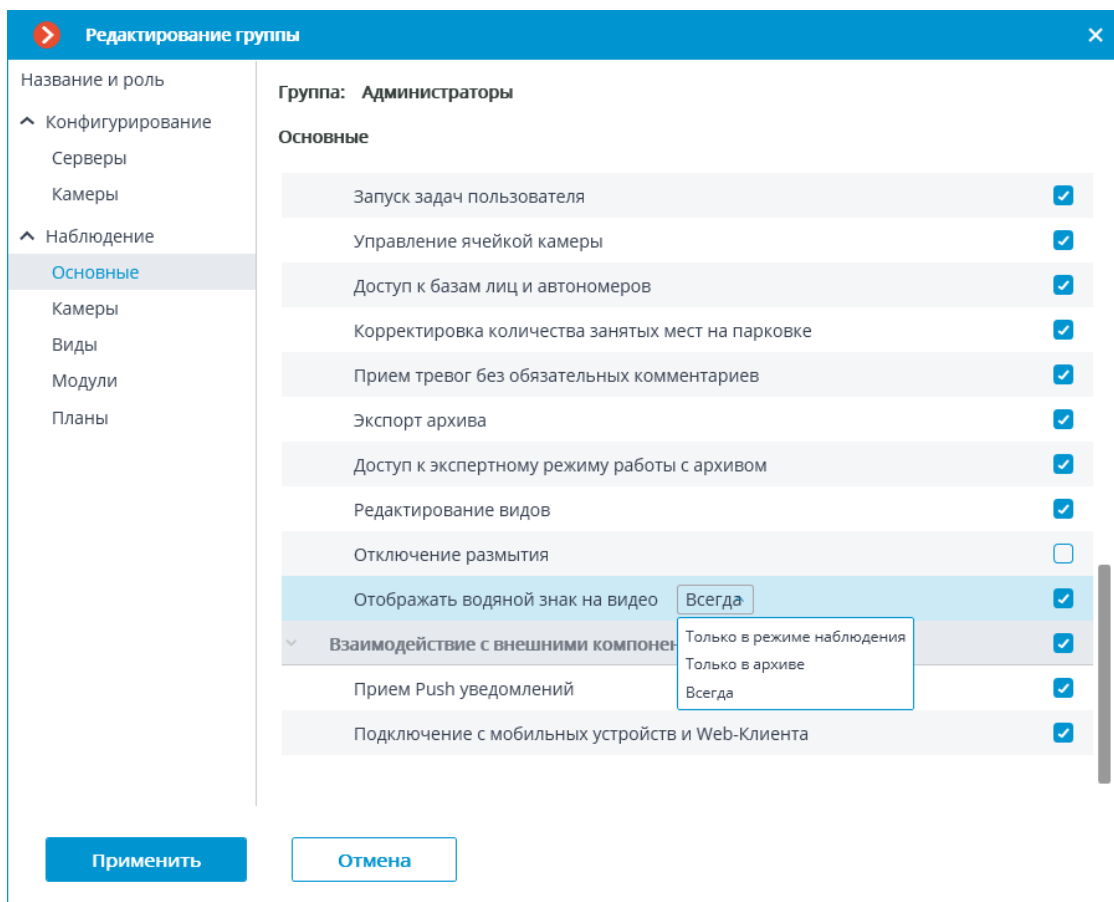 Редактирование группы
Название и роль
Конфигурирование
Серверы
Камеры
Наблюдение
Основные
Камеры
Виды
Модули
Планы
Группа: Администраторы
Основные
Запуск задач пользователя
Управление ячейкой камеры
Доступ к базам лиц и автономеров
Корректировка количества занятых мест на парковке
Прием тревог без обязательных комментариев
Экспорт архива
Доступ к экспертному режиму работы с архивом
Редактирование видов
Отключение размытия
Отображать водяной знак на видео Всегда
Только в режиме наблюдения
Только в архиве
Всегда
Взаимодействие с внешними
Прием Push уведомлений
Подключение с мобильных устройств и Web-Клиента
Применить Отмена